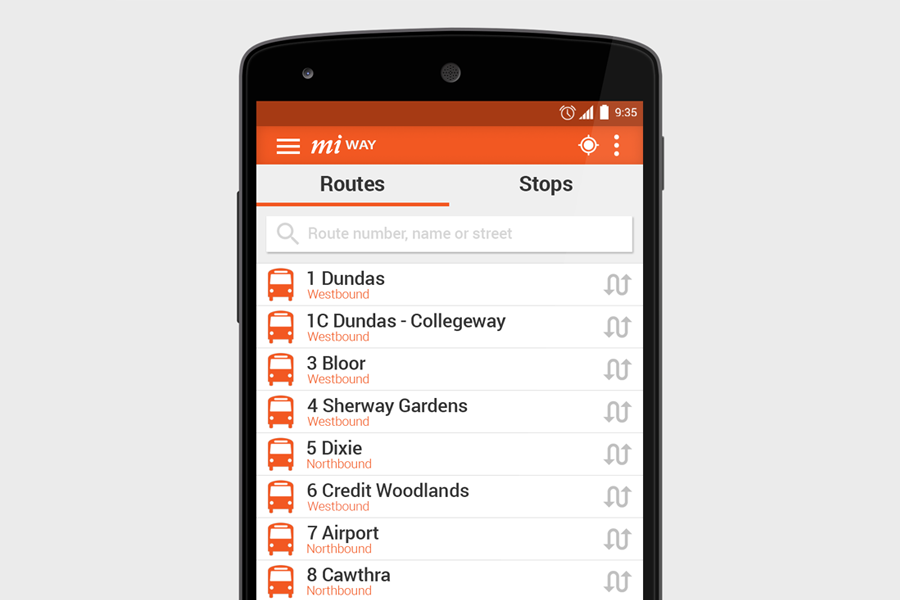 9:35
mi WAY
Routes Stops
Route number, name or street
1 Dundas
Westbound
1C Dundas - Collegeway
Westbound
3 Bloor
Westbound
4 Sherway Gardens
Westbound
5 Dixie
Northbound
6 Credit Woodlands
Westbound
7 Airport
Northbound
8 Cawthra
Northbound